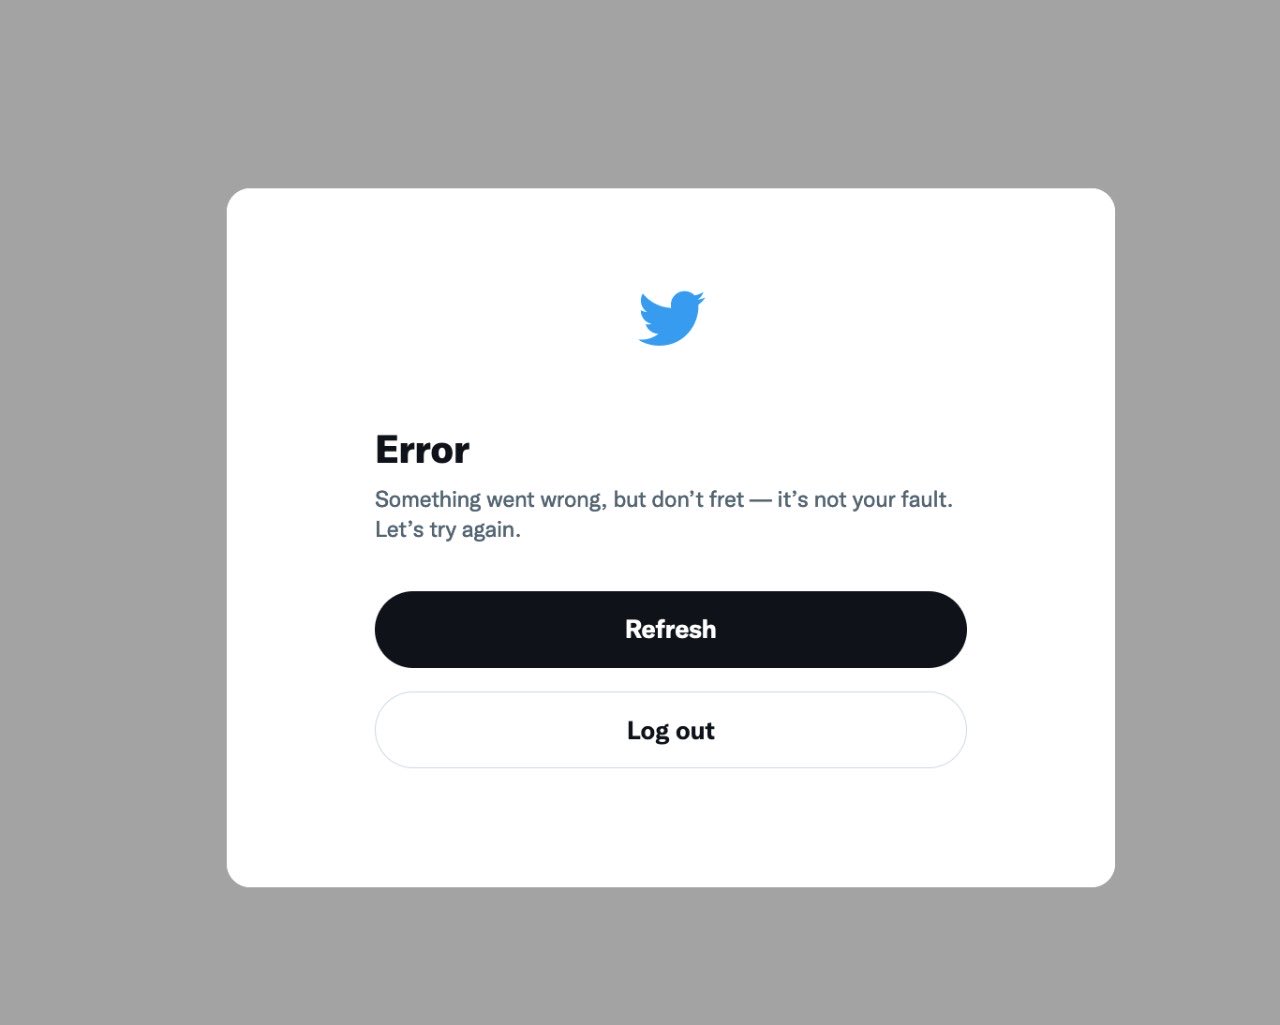 Error
Something went wrong, but don’t fret — it’s not your fault.
Let’s try again.
Refresh
Log out